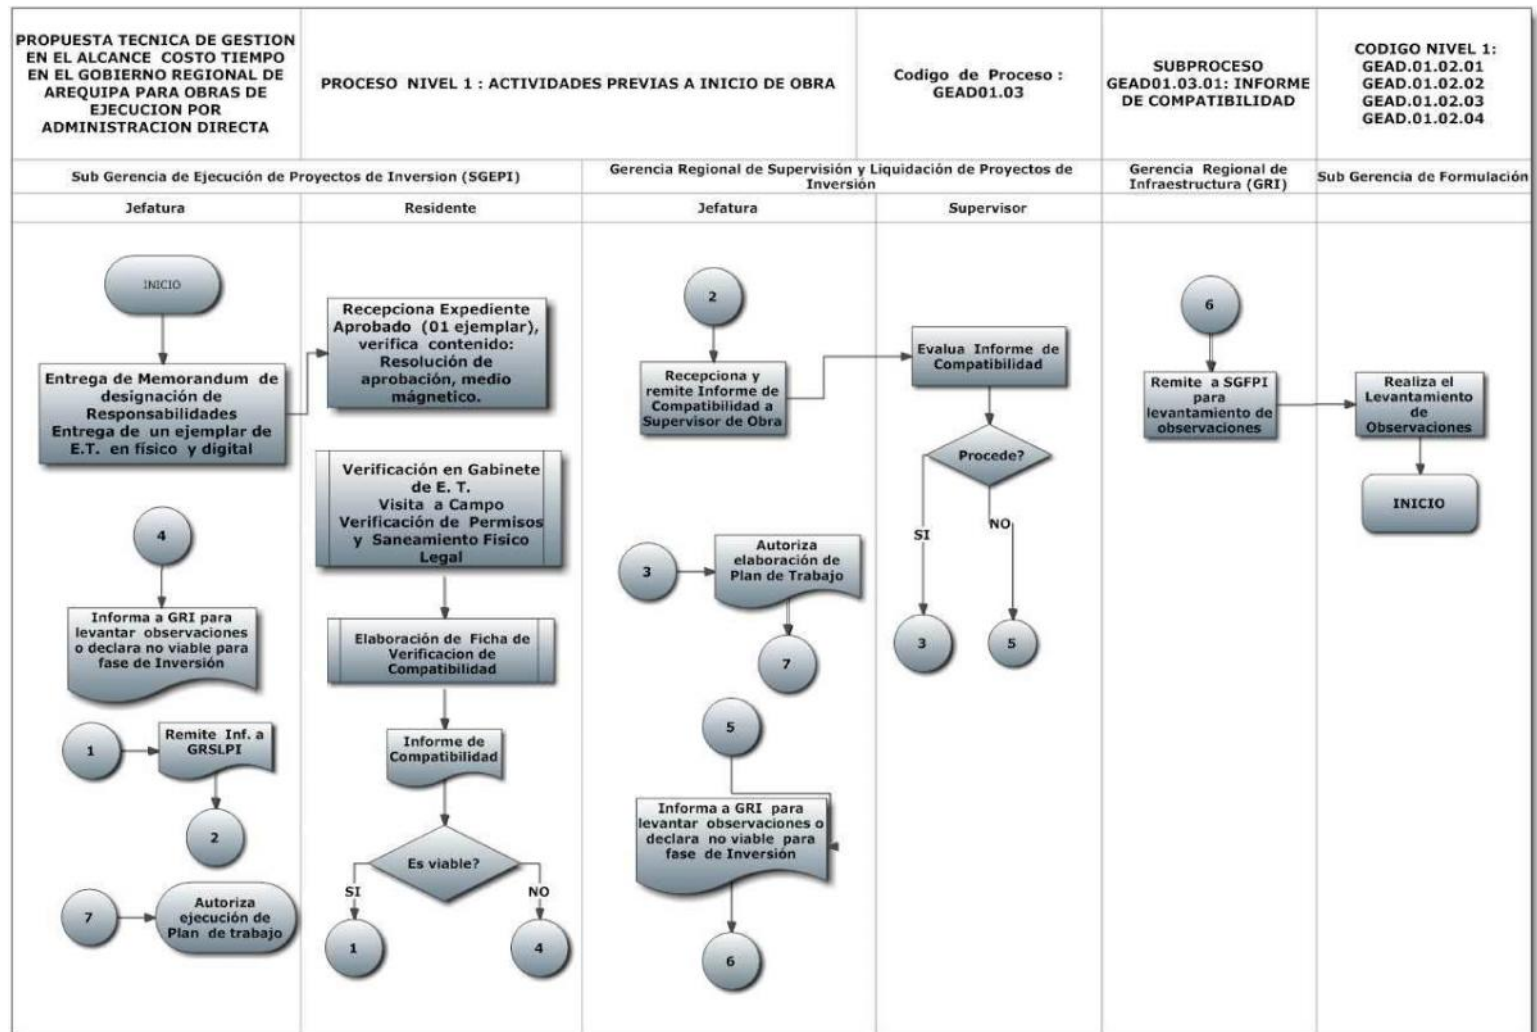 PROPUESTA TECNICA DE GESTION
EN EL ALCANCE COSTO TIEMPO
EN EL GOBIERNO REGIONAL DE
AREQUIPA PARA OBRAS DE
EJECUCION POR
ADMINISTRACION DIRECTA
PROCESO NIVEL 1 : ACTIVIDADES PREVIAS A INICIO DE OBRA
Codigo de Proceso :
GEAD01.03
SUBPROCESO
GEAD01.03.01: INFORME
DE COMPATIBILIDAD
CODIGO NIVEL 1:
GEAD.01.02.01
GEAD.01.02.02
GEAD.01.02.03
GEAD.01.02.04
Sub Gerencia de Ejecución de Proyectos de Inversion (SGEPI)
Gerencia Regional de Supervisión y Liquidación de Proyectos de
Inversión
Gerencia Regional de
Infraestructura (GRI)
Sub Gerencia de Formulación
Jefatura
Residente
Jefatura
Supervisor
INICIO
Entrega de Memorandum de
designación de
Responsabilidades
Entrega de un ejemplar de
E.T. en físico y digital
4
Informa a GRI para
levantar observaciones
o declara no viable para
fase de Inversión
1
Remite Inf. a
GRSLPI
2
7
Autoriza
ejecución de
Plan de trabajo
Recepciona Expediente
Aprobado (01 ejemplar),
verifica contenido:
Resolución de
aprobación, medio
mágnetico.
Verificación en Gabinete
de E. T.
Visita a Campo
Verificación de Permisos
y Saneamiento Fisico
Legal
Elaboración de Ficha de
Verificacion de
Compatibilidad
Informe de
Compatibilidad
Es viable?
SI
NO
1
4
2
Recepciona y
remite Informe de
Compatibilidad a
Supervisor de Obra
3
Autoriza
elaboración de
Plan de Trabajo
7
5
Informa a GRI para
levantar observaciones o
declara no viable para
fase de Inversión
6
Evalua Informe de
Compatibilidad
Procede?
SI
NO
3
5
6
Remite a SGFPI
para
levantamiento de
observaciones
Realiza el
Levantamiento
de
Observaciones
INICIO